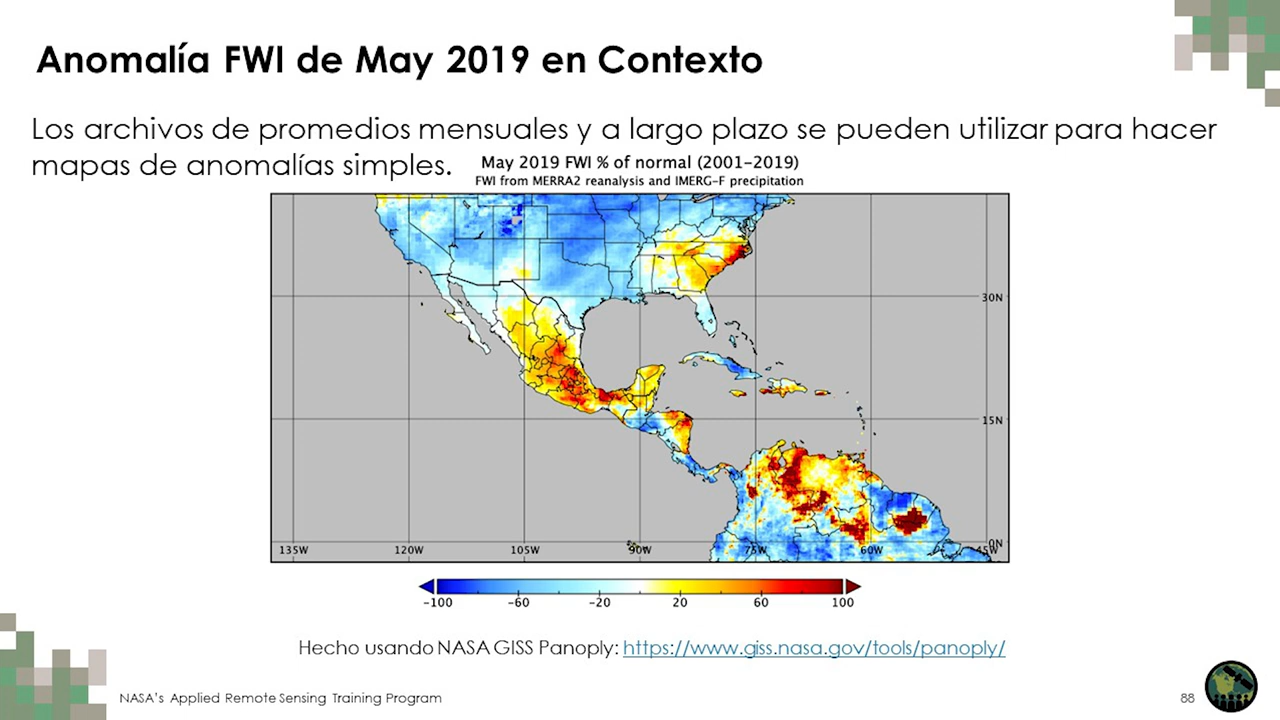 Anomalía FWI de May 2019 en Contexto
Los archivos de promedios mensuales y a largo plazo se pueden utilizar para hacer
mapas de anomalías simples.
May 2019 FWI % of normal (2001-2019)
FWI from MERRA2 reanalysis and IMERG-F precipitation
30N
15N
0N
135W 120W 105W 90W 75W 60W 45W
-100 -60 -20 20 60 100
Hecho usando NASA GISS Panoply: https://www.giss.nasa.gov/tools/panoply/
NASA's Applied Remote Sensing Training Program
88